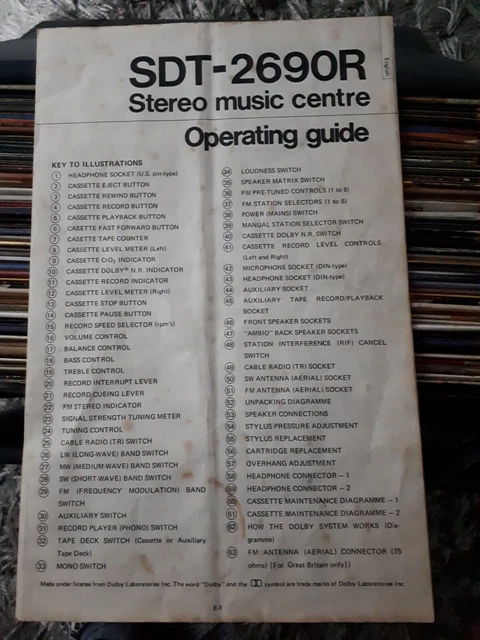 SDT-2690R
English
Stereo music centre
Operating guide
KEY TO ILLUSTRATIONS
1 HEADPHONE SOCKET (U.S. pin-type)
2 CASSETTE EJECT BUTTON
3 CASSETTE REWIND BUTTON
4 CASSETTE RECORD BUTTON
5 CASSETTE PLAYBACK BUTTON
6 CASSETTE FAST FORWARD BUTTON
7 CASSETTE TAPE COUNTER
8 CASSETTE LEVEL METER (Left)
9 CASSETTE CrO₂ INDICATOR
10 CASSETTE DOLBY® N.R. INDICATOR
11 CASSETTE RECORD INDICATOR
12 CASSETTE LEVEL METER (Right)
13 CASSETTE STOP BUTTON
14 CASSETTE PAUSE BUTTON
15 RECORD SPEED SELECTOR (rpm's)
16 VOLUME CONTROL
17 BALANCE CONTROL
18 BASS CONTROL
19 TREBLE CONTROL
20 RECORD INTERRUPT LEVER
21 RECORD CUEING LEVER
22 FM STEREO INDICATOR
23 SIGNAL STRENGTH TUNING METER
24 TUNING CONTROL
25 CABLE RADIO (TR) SWITCH
26 LW (LONG-WAVE) BAND SWITCH
27 MW (MEDIUM-WAVE) BAND SWITCH
28 SW (SHORT-WAVE) BAND SWITCH
29 FM (FREQUENCY MODULATION) BAND
SWITCH
30 AUXILIARY SWITCH
31 RECORD PLAYER (PHONO) SWITCH
32 TAPE DECK SWITCH (Cassette or Auxiliary
Tape Deck)
33 MONO SWITCH
34 LOUDNESS SWITCH
35 SPEAKER MATRIX SWITCH
36 FM PRE-TUNED CONTROLS (1 to 6)
37 FM STATION SELECTORS (1 to 6)
38 POWER (MAINS) SWITCH
39 MANUAL STATION SELECTOR SWITCH
40 CASSETTE DOLBY N.R. SWITCH
41 CASSETTE RECORD LEVEL CONTROLS
(Left and Right)
42 MICROPHONE SOCKET (DIN-type)
43 HEADPHONE SOCKET (DIN-type)
44 AUXILIARY SOCKET
45 AUXILIARY TAPE RECORD/PLAYBACK
SOCKET
46 FRONT SPEAKER SOCKETS
47 "AMBIO" BACK SPEAKER SOCKETS
48 STATION INTERFERENCE (RIF) CANCEL
SWITCH
49 CABLE RADIO (TR) SOCKET
50 SW ANTENNA (AERIAL) SOCKET
51 FM ANTENNA (AERIAL) SOCKET
52 UNPACKING DIAGRAMME
53 SPEAKER CONNECTIONS
54 STYLUS PRESSURE ADJUSTMENT
55 STYLUS REPLACEMENT
56 CARTRIDGE REPLACEMENT
57 OVERHANG ADJUSTMENT
58 HEADPHONE CONNECTOR – 1
59 HEADPHONE CONNECTOR – 2
60 CASSETTE MAINTENANCE DIAGRAMME – 1
61 CASSETTE MAINTENANCE DIAGRAMME – 2
62 HOW THE DOLBY SYSTEM WORKS (Dia-
gramme)
63 FM ANTENNA (AERIAL) CONNECTOR (75
ohms) [For Great Britain only])
Made under license from Dolby Laboratories Inc. The word "Dolby" and the symbol are trade marks of Dolby Laboratories Inc.
E-1